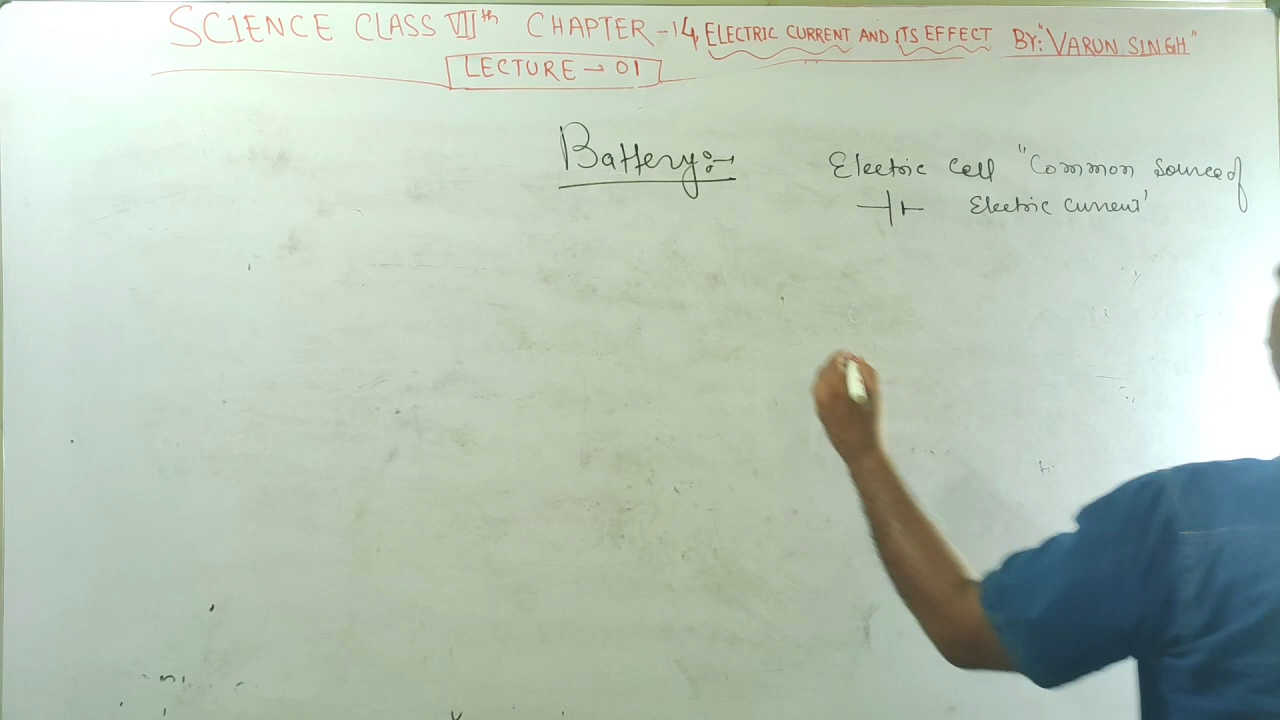 SCIENCE CLASS VIIth CHAPTER-14, ELECTRIC CURRENT AND ITS EFFECT BY:"VARUN SINGH"
LECTURE → 01
Battery:→
Electric Cell "Common Source of
Electric Current'